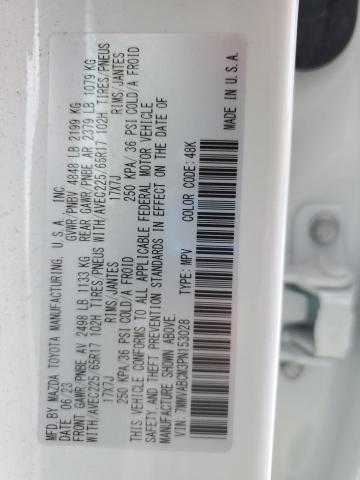 MFD.BY MAZDA TOYOTA MANUFACTURING. U.S.A. INC.
DATE: 06/23 GVWR/PNBV 4848 LB 2199 KG
FRONT GAWR/PNBE AV 2498 LB 1133 KG REAR GAWR/PNBE AR 2379 LB 1079 KG
WITH/AVEC225/65R17 102H TIRES/PNEUS WITH/AVEC225/65R17 102H TIRES/PNEUS
17X7J RIMS/JANTES 17X7J RIMS/JANTES
250 KPA/36 PSI COLD/A FROID 250 KPA/ 36 PSI COLD/A FROID
THIS VEHICLE CONFORMS TO ALL APPLICABLE FEDERAL MOTOR VEHICLE
SAFETY AND THEFT PREVENTION STANDARDS IN EFFECT ON THE DATE OF
MANUFACTURE SHOWN ABOVE.
VIN: 7MMVABCM3PN153028 TYPE: MPV COLOR CODE: 48K
MADE IN U.S.A.